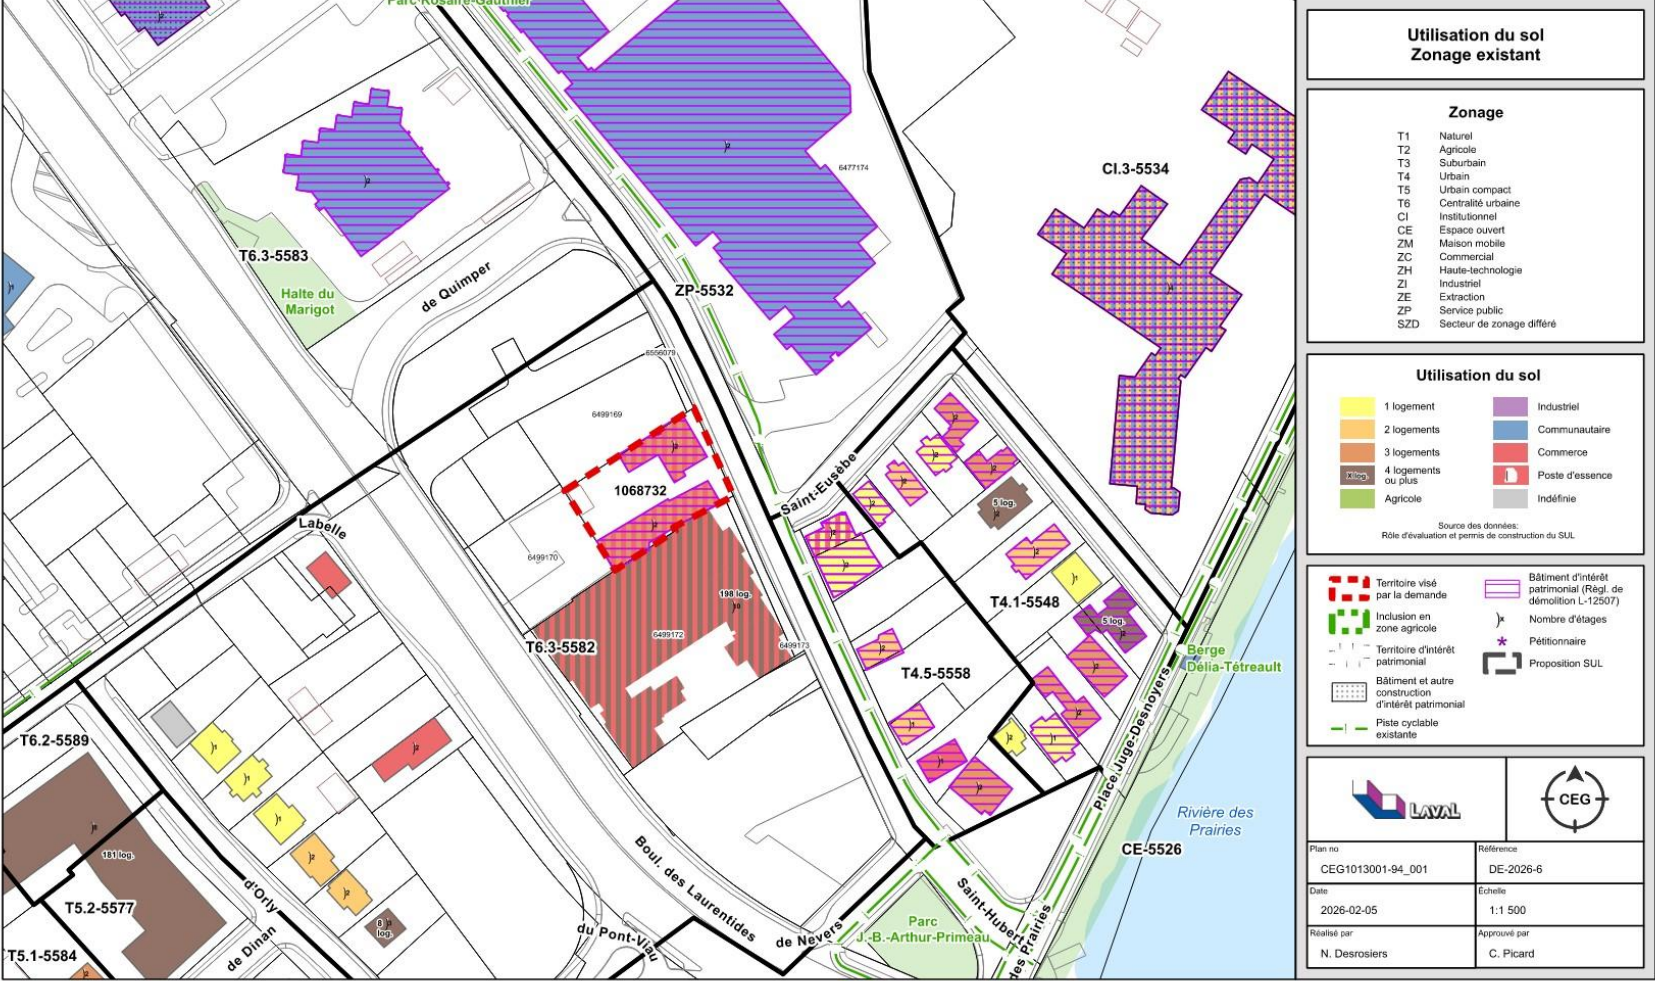 Parc Rosaire-Gauthier
6477174
CI.3-5534
T6.3-5583
Halte du
Marigot
de Quimper
ZP-5532
6556079
6499169
1068732
Saint-Eusèbe
Labelle
6499170
5 log.
T4.1-5548
198 log.
10
6499172
T6.3-5582
6499173
5 log.
T4.5-5558
Berge
Délia-Tétreault
Place Juge-Desnoyers
T6.2-5589
181 log.
T5.2-5577
T5.1-5584
d'Orly
de Dinan
8
log.
Boul. des Laurentides
du Pont-Viau
de Nevers
Parc
J.-B.-Arthur-Primeau
Saint-Hubert
des Prairies
CE-5526
Rivière des
Prairies
Utilisation du sol
Zonage existant
Zonage
T1 Naturel
T2 Agricole
T3 Suburbain
T4 Urbain
T5 Urbain compact
T6 Centralité urbaine
CI Institutionnel
CE Espace ouvert
ZM Maison mobile
ZC Commercial
ZH Haute-technologie
ZI Industriel
ZE Extraction
ZP Service public
SZD Secteur de zonage différé
Utilisation du sol
1 logement
2 logements
3 logements
X log.
4 logements
ou plus
Agricole
Industriel
Communautaire
Commerce
Poste d'essence
Indéfinie
Source des données:
Rôle d'évaluation et permis de construction du SUL
Territoire visé
par la demande
Inclusion en
zone agricole
Territoire d'intérêt
patrimonial
Bâtiment et autre
construction
d'intérêt patrimonial
Piste cyclable
existante
Bâtiment d'intérêt
patrimonial (Règl. de
démolition L-12507)
x
Nombre d'étages
*
Pétitionnaire
Proposition SUL
LAVAL
CEG
Plan no
CEG1013001-94_001
Référence
DE-2026-6
Date
2026-02-05
Échelle
1:1 500
Réalisé par
N. Desrosiers
Approuvé par
C. Picard